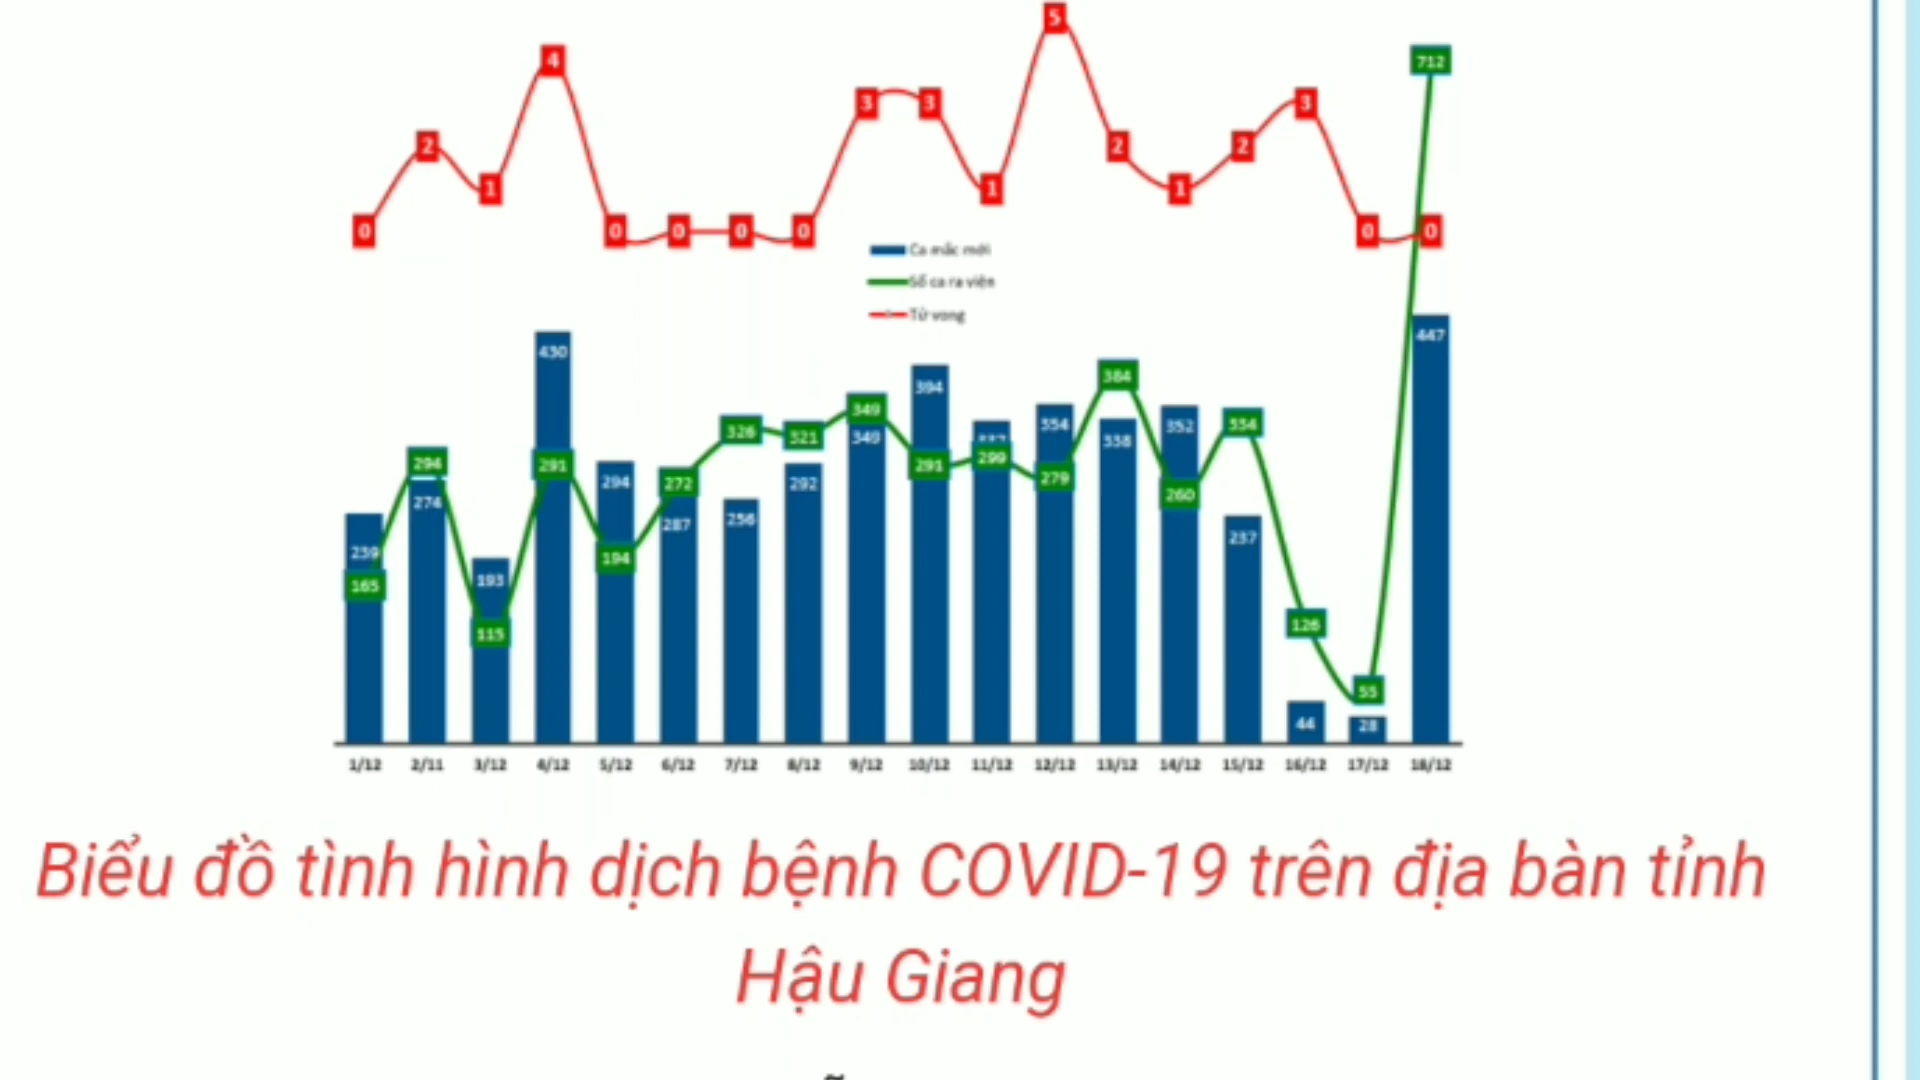 5
4
712
3 3 3
2 2 2
1 1 1
0 0 0 0 0 0 0
Ca mắc mới
Số ca ra viện
Tử vong
447
430
384
394
349
326 321 349 354 334
338 352
294 291 291 299 279
274 294 272 292 260
287 256 237
239 194
165 193
115 126
55
44 28
1/12 2/11 3/12 4/12 5/12 6/12 7/12 8/12 9/12 10/12 11/12 12/12 13/12 14/12 15/12 16/12 17/12 18/12
Biểu đồ tình hình dịch bệnh COVID-19 trên địa bàn tỉnh
Hậu Giang